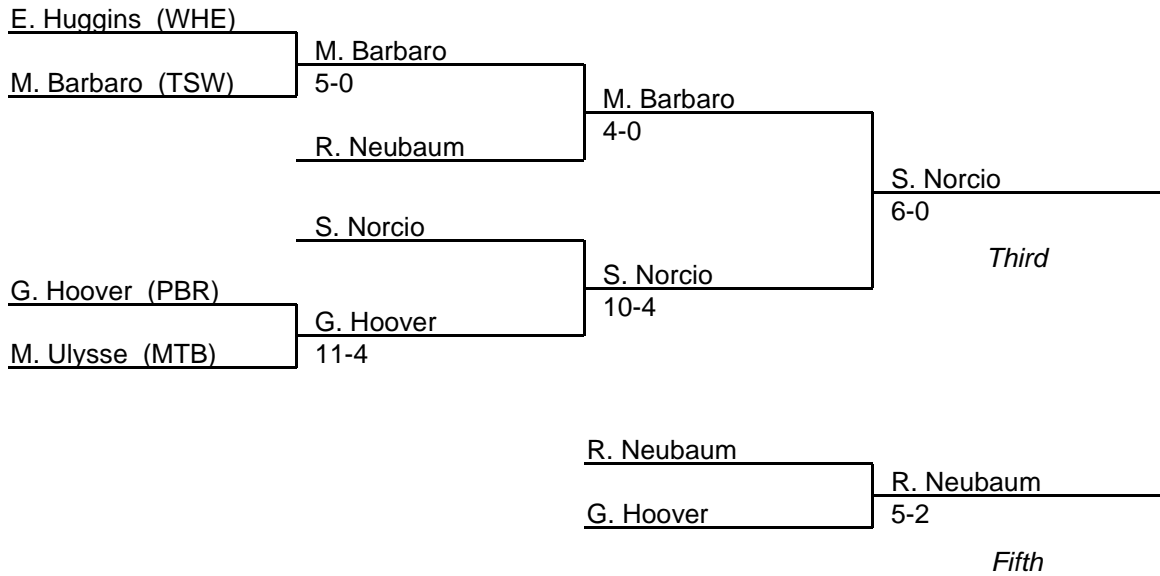 E. Huggins  (WHE)
M. Barbaro
M. Barbaro  (TSW)
5-0
M. Barbaro
4-0
R. Neubaum
S. Norcio
6-0
S. Norcio
Third
S. Norcio
G. Hoover  (PBR)
10-4
G. Hoover
M. Ulysse  (MTB)
11-4
R. Neubaum
R. Neubaum
G. Hoover
5-2
Fifth